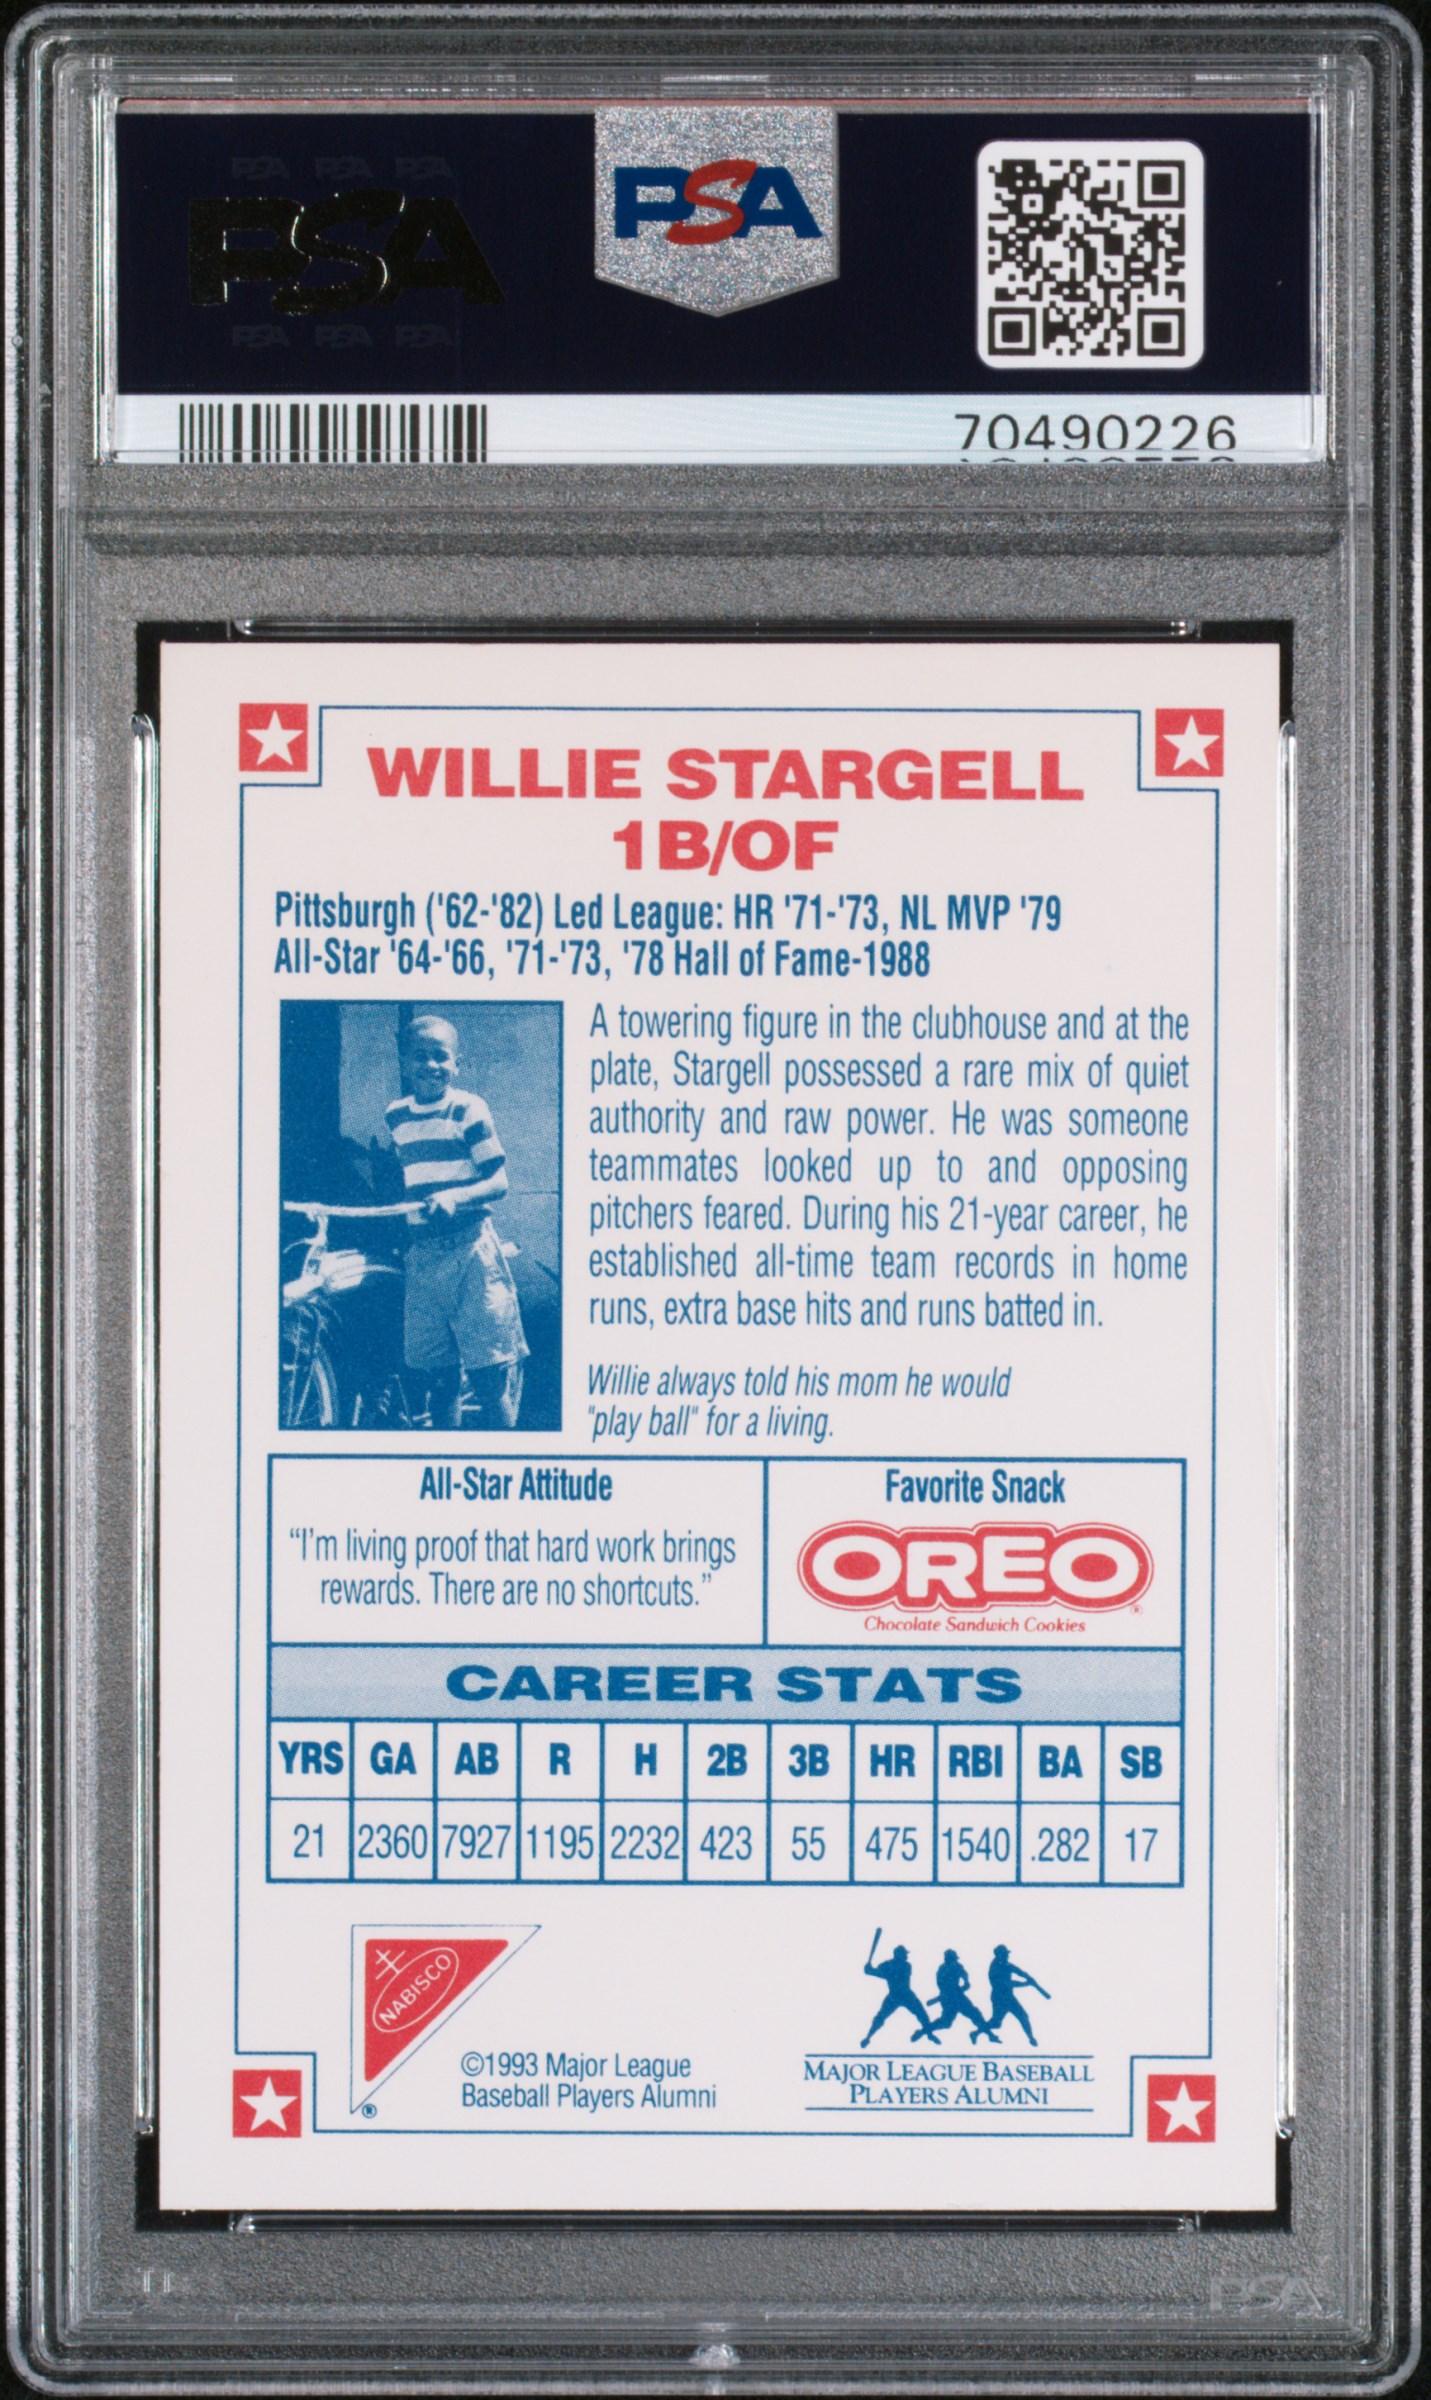 PSA PSA PSA
PSA
PSA PSA PSA
PSA
70490226
WILLIE STARGELL
1B/OF
Pittsburgh ('62-'82) Led League: HR '71-'73, NL MVP '79
All-Star '64-'66, '71-'73, '78 Hall of Fame-1988
A towering figure in the clubhouse and at the
plate, Stargell possessed a rare mix of quiet
authority and raw power. He was someone
teammates looked up to and opposing
pitchers feared. During his 21-year career, he
established all-time team records in home
runs, extra base hits and runs batted in.
Willie always told his mom he would
"play ball" for a living.
All-Star Attitude
“I'm living proof that hard work brings
rewards. There are no shortcuts.”
Favorite Snack
OREO®
Chocolate Sandwich Cookies
CAREER STATS
YRS GA AB R H 2B 3B HR RBI BA SB
21 2360 7927 1195 2232 423 55 475 1540 .282 17
NABISCO
®
©1993 Major League
Baseball Players Alumni
MAJOR LEAGUE BASEBALL
PLAYERS ALUMNI
PSA